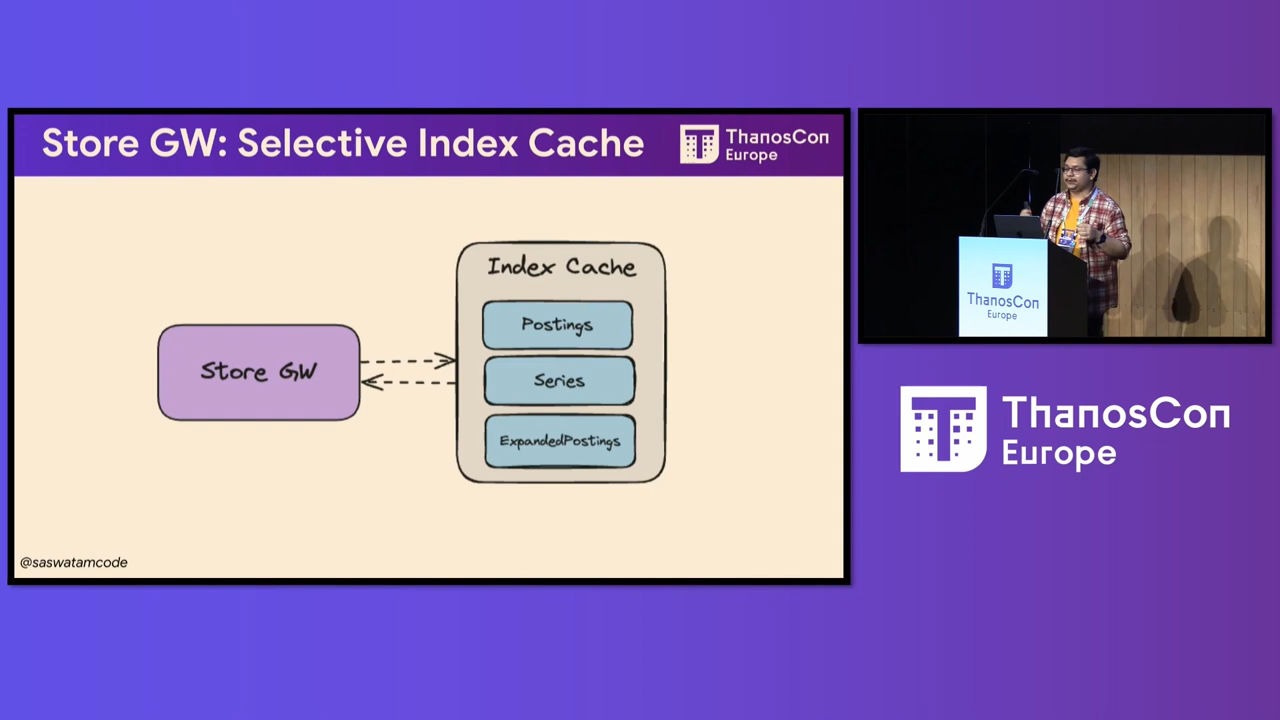 Store GW: Selective Index Cache
ThanosCon
Europe
Index Cache
Postings
Store GW
Series
ExpandedPostings
@saswatamcode
ThanosCon
Europe
ThanosCon
Europe